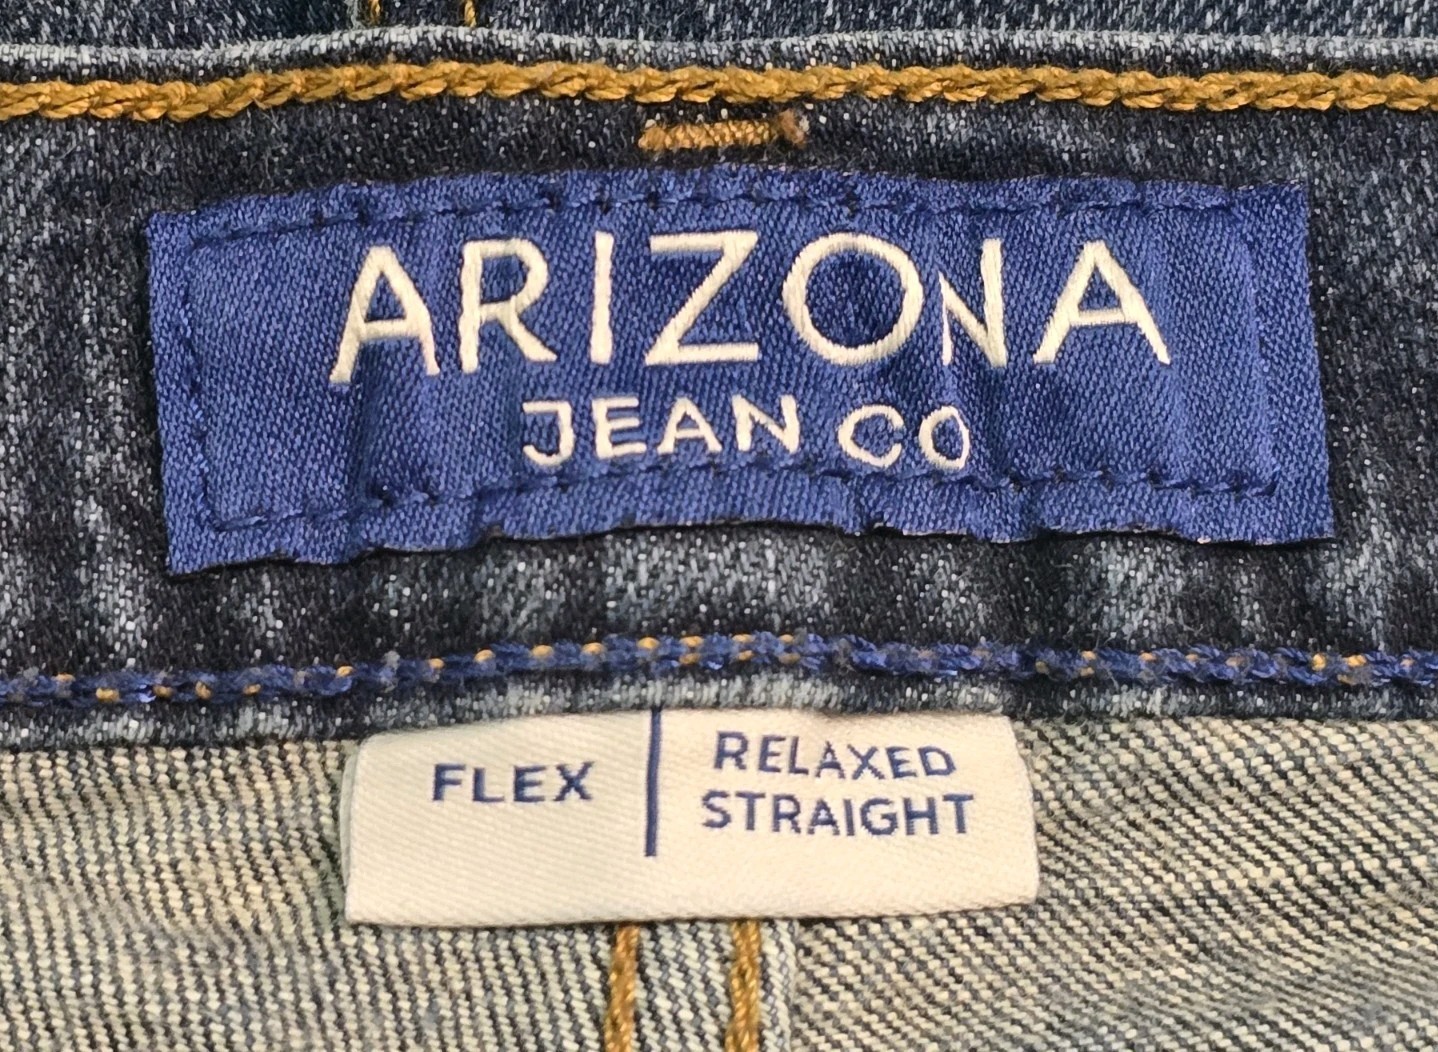 ARIZONA
JEAN CO
FLEX
RELAXED
STRAIGHT